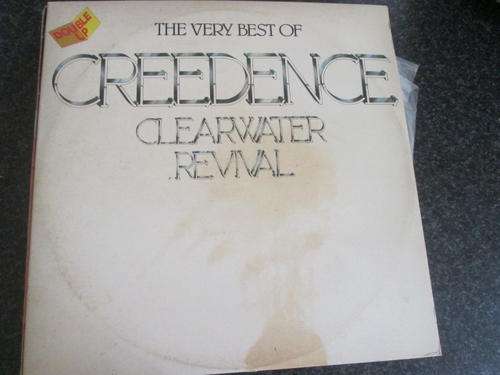 DOUBLE
LP
THE VERY BEST OF
CREEDENCE
CLEARWATER
REVIVAL